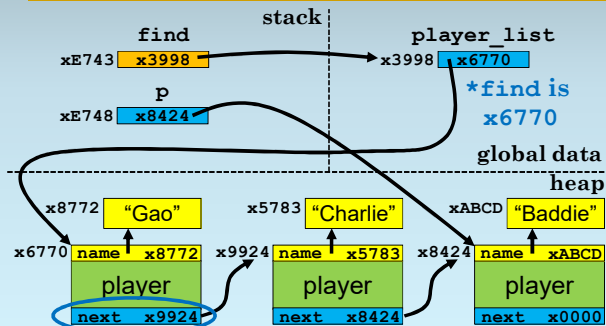 stack
find
player_list
xE743 x3998
x3998 x6770
p
*find is
x6770
xE748 x8424
global data
heap
x8772 “Gao”
x5783 “Charlie”
xABCD “Baddie”
x6770 name x8772
x9924 name x5783
x8424 name xABCD
player
player
player
next x9924
next x8424
next x0000